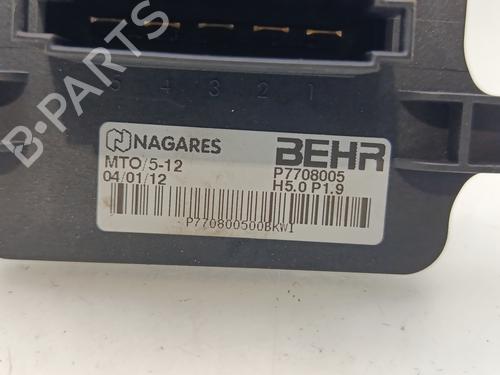 5 4 3 2 1
NAGARES BEHR
MTO/5-12 P7708005
04/01/12 H5.0 P1.9
P770800500BKWI
B-PARTS